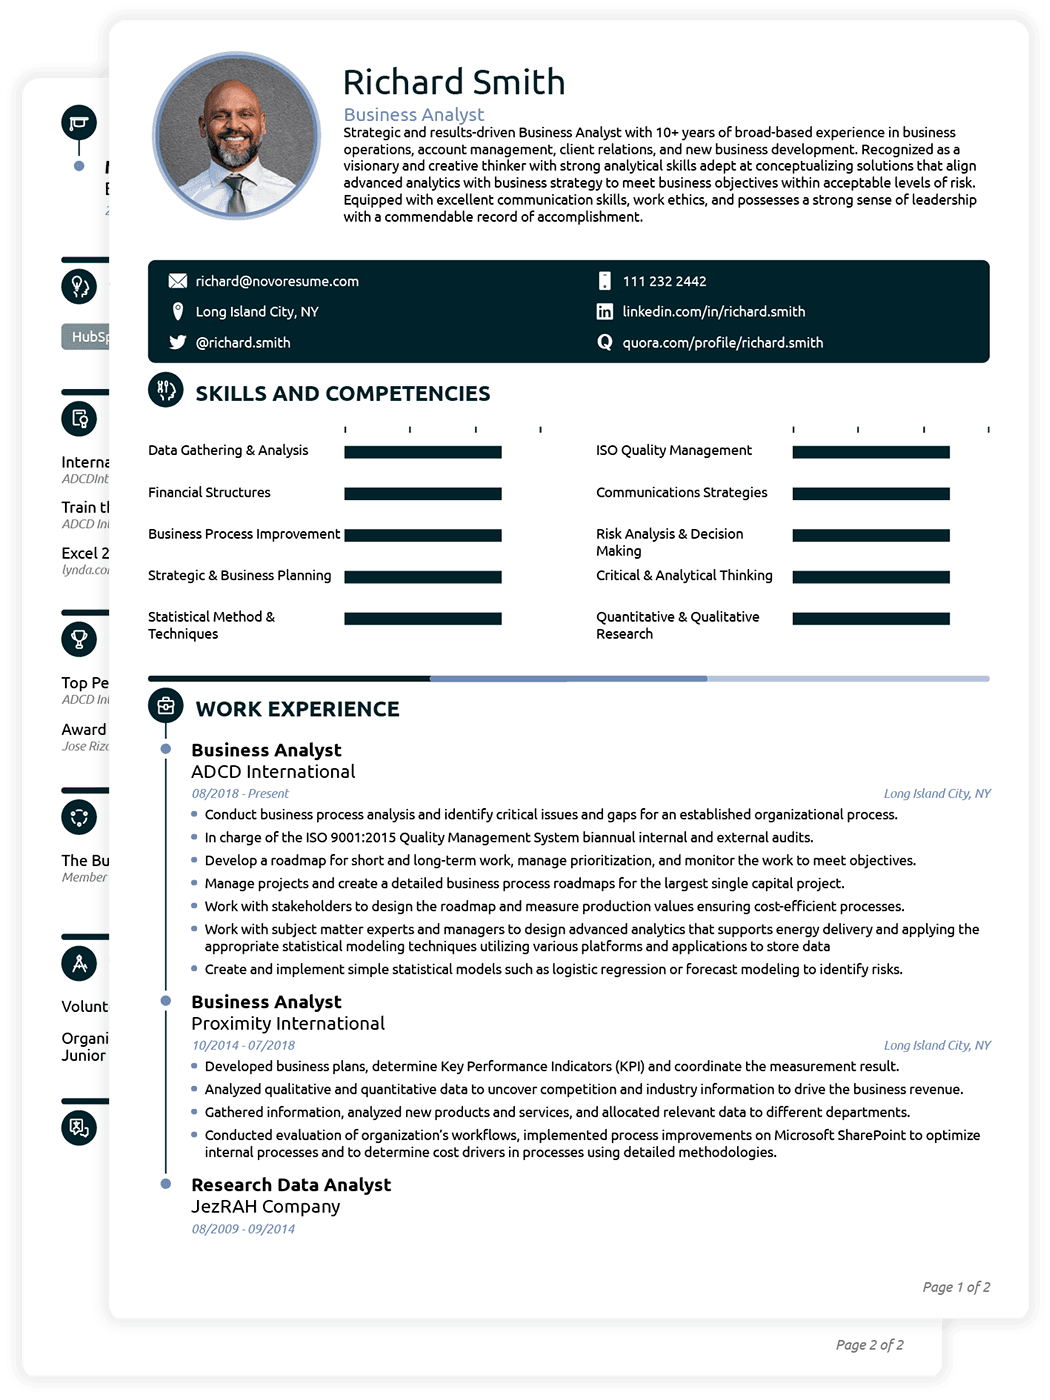 Richard Smith
Business Analyst
Strategic and results-driven Business Analyst with 10+ years of broad-based experience in business
operations, account management, client relations, and new business development. Recognized as a
visionary and creative thinker with strong analytical skills adept at conceptualizing solutions that align
advanced analytics with business strategy to meet business objectives within acceptable levels of risk.
Equipped with excellent communication skills, work ethics, and possesses a strong sense of leadership
with a commendable record of accomplishment.
richard@novoresume.com
111 232 2442
Long Island City, NY
linkedin.com/in/richard.smith
@richard.smith
quora.com/profile/richard.smith
SKILLS AND COMPETENCIES
Data Gathering & Analysis
ISO Quality Management
Financial Structures
Communications Strategies
Business Process Improvement
Risk Analysis & Decision
Making
Strategic & Business Planning
Critical & Analytical Thinking
Statistical Method &
Techniques
Quantitative & Qualitative
Research
WORK EXPERIENCE
Business Analyst
ADCD International
08/2018 - Present
Long Island City, NY
Conduct business process analysis and identify critical issues and gaps for an established organizational process.
In charge of the ISO 9001:2015 Quality Management System biannual internal and external audits.
Develop a roadmap for short and long-term work, manage prioritization, and monitor the work to meet objectives.
Manage projects and create a detailed business process roadmaps for the largest single capital project.
Work with stakeholders to design the roadmap and measure production values ensuring cost-efficient processes.
Work with subject matter experts and managers to design advanced analytics that supports energy delivery and applying the
appropriate statistical modeling techniques utilizing various platforms and applications to store data
Create and implement simple statistical models such as logistic regression or forecast modeling to identify risks.
Business Analyst
Proximity International
10/2014 - 07/2018
Long Island City, NY
Developed business plans, determine Key Performance Indicators (KPI) and coordinate the measurement result.
Analyzed qualitative and quantitative data to uncover competition and industry information to drive the business revenue.
Gathered information, analyzed new products and services, and allocated relevant data to different departments.
Conducted evaluation of organization's workflows, implemented process improvements on Microsoft SharePoint to optimize
internal processes and to determine cost drivers in processes using detailed methodologies.
Research Data Analyst
JezRAH Company
08/2009 - 09/2014
Page 1 of 2
HubSp
Interna
ADCDInt
Train t
ADCD Int
Excel 2
lynda.co
Top Pe
ADCD Int
Award
Jose Riz
The Bu
Member
Volunt
Organi
Junior
Page 2 of 2